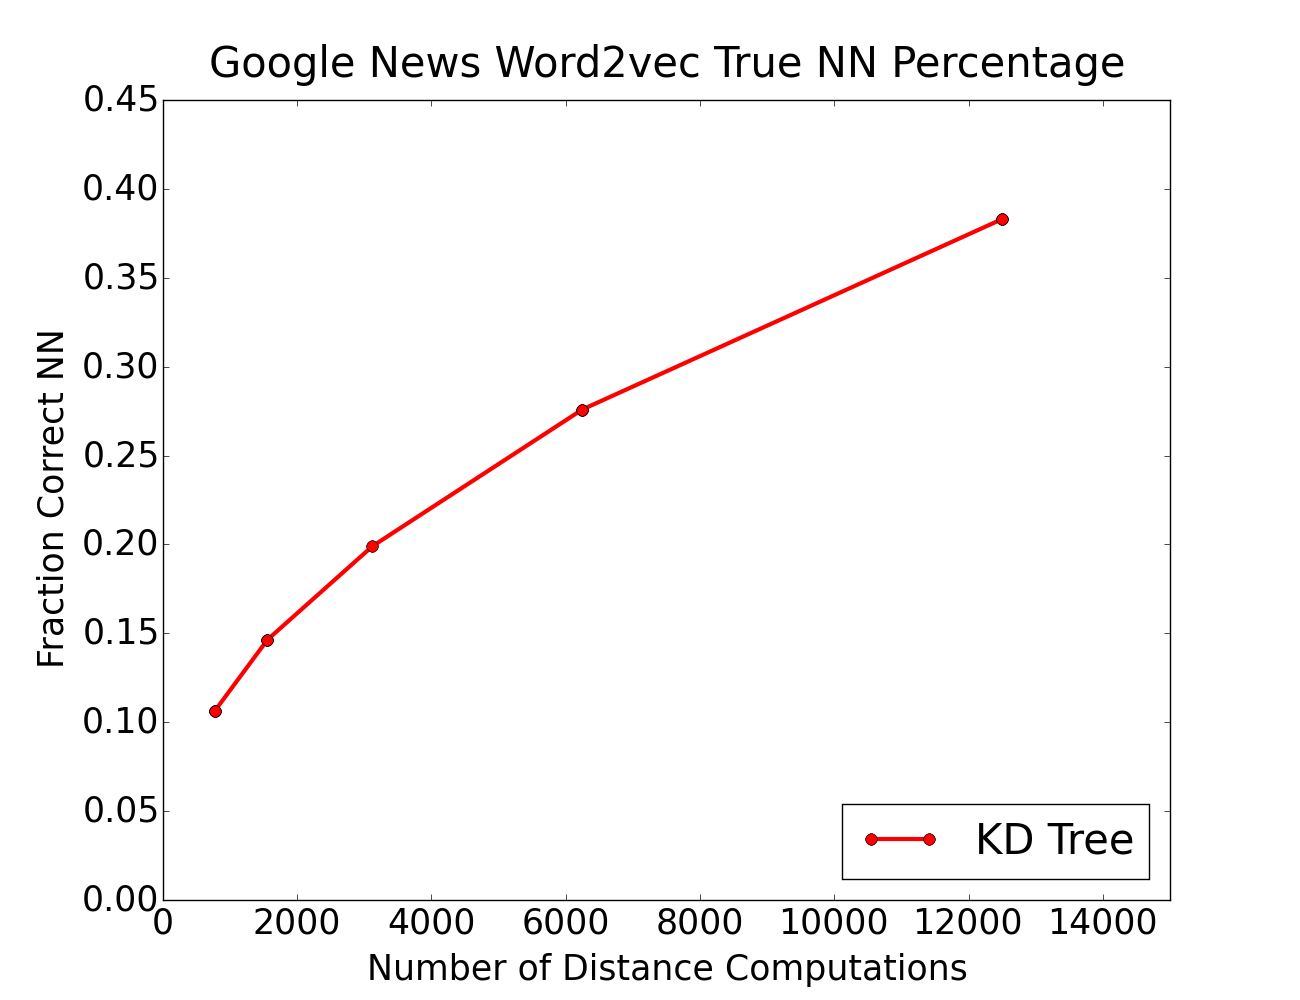 Google News Word2vec True NN Percentage
0.45
0.40
0.35
0.30
0.25
0.20
0.15
0.10
0.05
0.00
Fraction Correct NN
KD Tree
0 2000 4000 6000 8000 10000 12000 14000
Number of Distance Computations